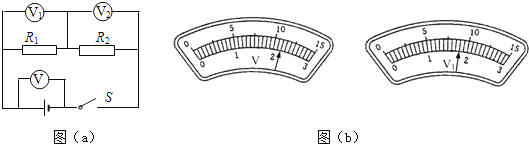 V₁ V₂
R₁ R₂
V
S
图（a）
0 5 10 15
0 1 2 3
V
0 5 10 15
0 1 2 3
V₁
图（b）